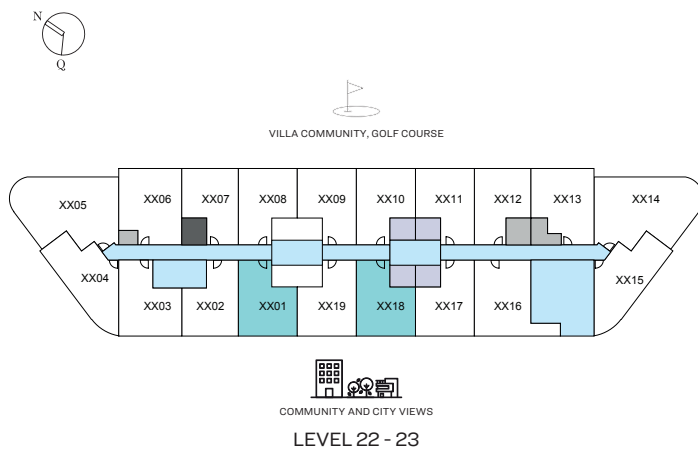 N
Q
VILLA COMMUNITY, GOLF COURSE
XX05
XX06
XX07
XX08
XX09
XX10
XX11
XX12
XX13
XX14
XX04
XX03
XX02
XX01
XX19
XX18
XX17
XX16
XX15
COMMUNITY AND CITY VIEWS
LEVEL 22 - 23